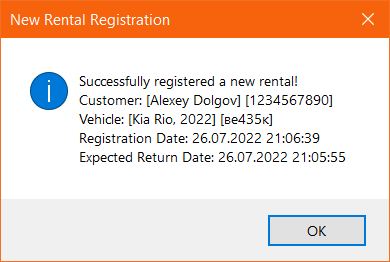 New Rental Registration
Successfully registered a new rental!
Customer: [Alexey Dolgov] [1234567890]
Vehicle: [Kia Rio, 2022] [ве435к]
Registration Date: 26.07.2022 21:06:39
Expected Return Date: 26.07.2022 21:05:55
OK